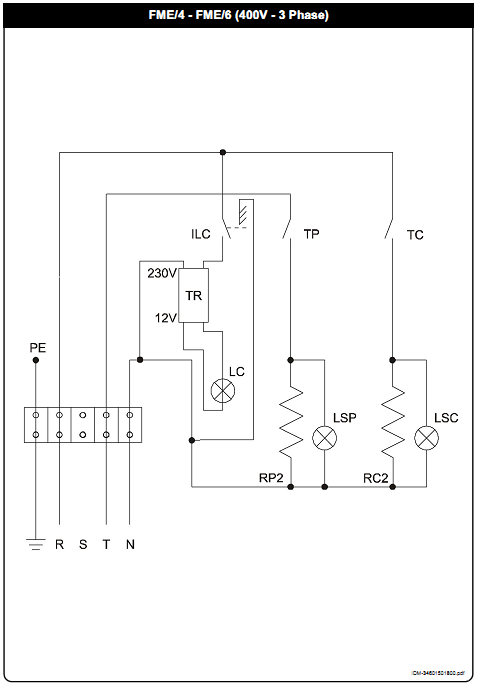 FME/4 - FME/6 (400V - 3 Phase)
ILC
TP
TC
230V
TR
12V
PE
LC
LSP
LSC
RP2
RC2
R S T N
IDM-34601501800.pdf